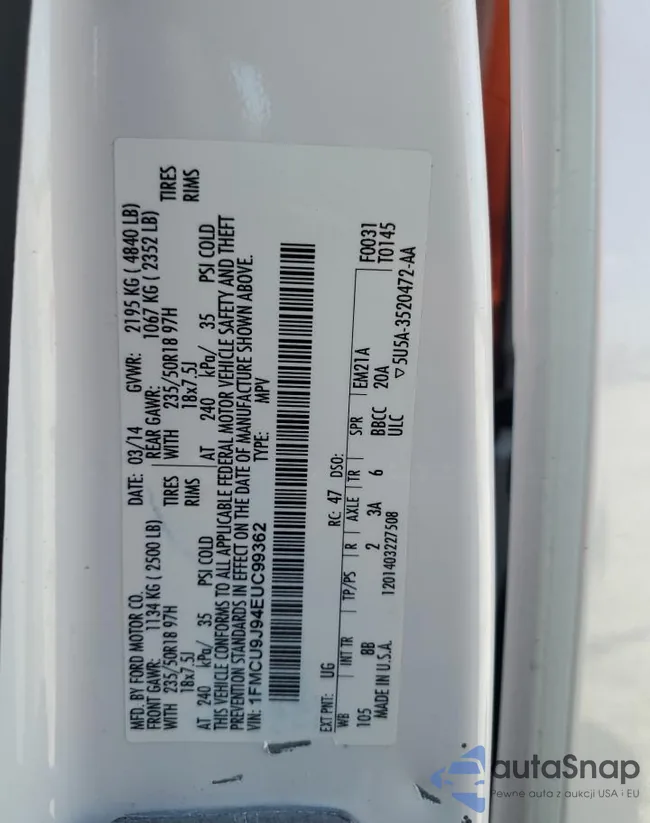 MFD. BY FORD MOTOR CO.
DATE: 03/14
GVWR: 2195 KG ( 4840 LB)
FRONT GAWR: 1134 KG ( 2500 LB)
REAR GAWR: 1067 KG ( 2352 LB)
WITH 235/50R18 97H TIRES
WITH 235/50R18 97H TIRES
18x7.5J RIMS
18x7.5J RIMS
AT 240 kPa/ 35 PSI COLD
AT 240 kPa/ 35 PSI COLD
THIS VEHICLE CONFORMS TO ALL APPLICABLE FEDERAL MOTOR VEHICLE SAFETY AND THEFT
PREVENTION STANDARDS IN EFFECT ON THE DATE OF MANUFACTURE SHOWN ABOVE.
VIN: 1FMCU9J94EUC99362
TYPE: MPV
F0031
T0145
EXT PNT: UG RC: 47 DSO:
WB INT TR TP/PS R AXLE TR SPR EM21A
105 8B 2 3A 6 BBCC 20A
ULC
MADE IN U.S.A.
1201403227508
▽5U5A-3520472-AA
autaSnap
Pewne auta z aukcji USA i EU